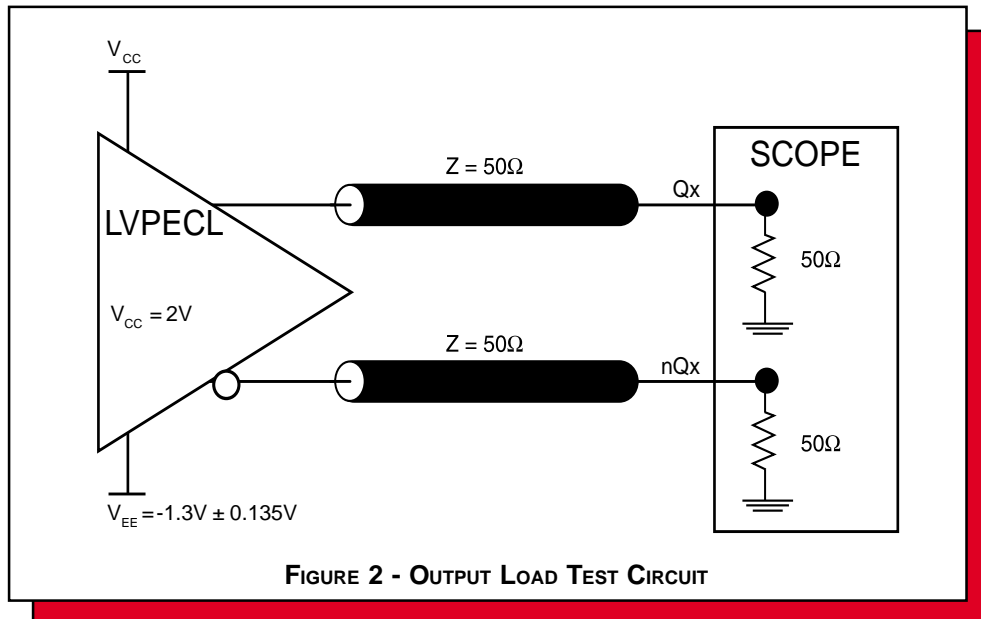 VCC
Z = 50Ω
SCOPE
Qx
LVPECL
50Ω
VCC = 2V
Z = 50Ω
nQx
50Ω
VEE = -1.3V ± 0.135V
FIGURE 2 - OUTPUT LOAD TEST CIRCUIT